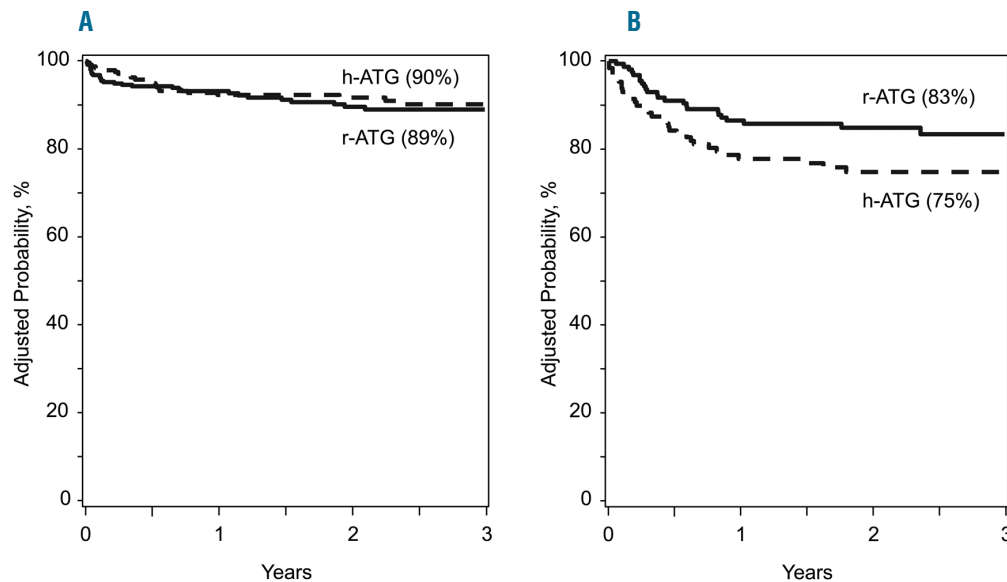 A
Adjusted Probability, %
100
80
60
40
20
0
h-ATG (90%)
r-ATG (89%)
0 1 2 3
Years
B
Adjusted Probability, %
100
80
60
40
20
0
r-ATG (83%)
h-ATG (75%)
0 1 2 3
Years